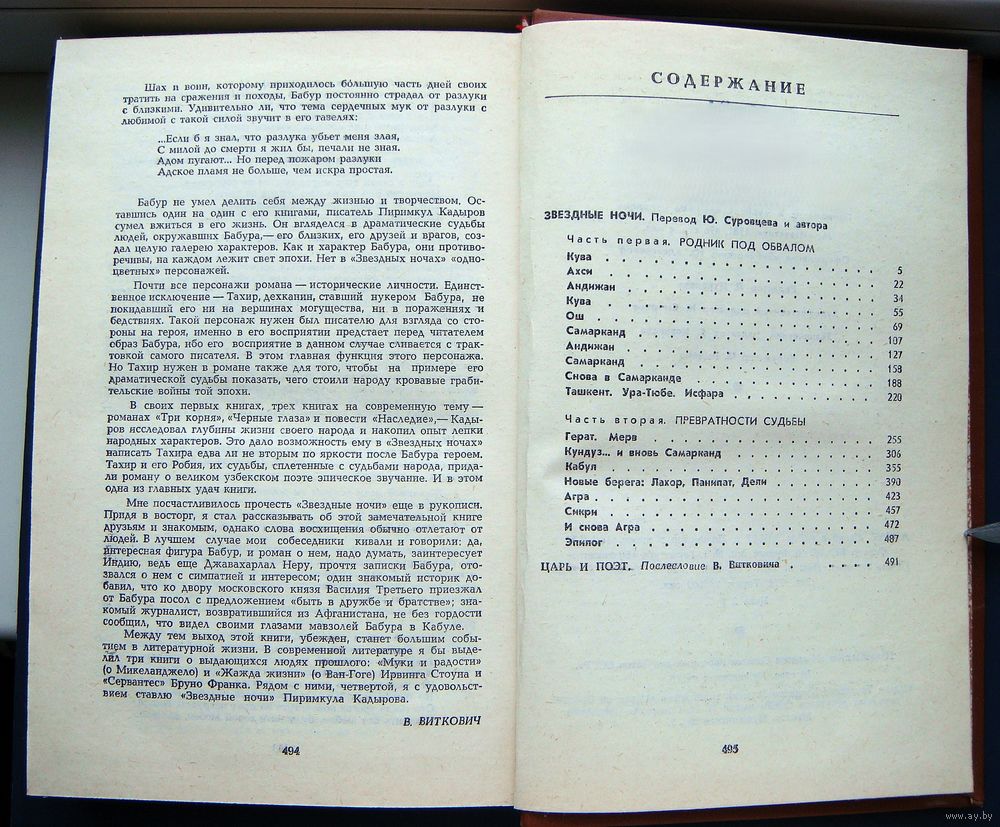 Шах и воин, которому приходилось бо́льшую часть дней своих
тратить на сражения и походы, Бабур постоянно страдал от разлуки
с близкими. Удивительно ли, что тема сердечных мук от разлуки с
любимой с такой силой звучит в его газелях:
...Если б я знал, что разлука убьет меня злая,
С милой до смерти я жил бы, печали не зная.
Адом пугают... Но перед пожаром разлуки
Адское пламя не больше, чем искра простая.
Бабур не умел делить себя между жизнью и творчеством. Ос-
тавшись один на один с его книгами, писатель Пиримкул Кадыров
сумел вжиться в его жизнь. Он вгляделся в драматические судьбы
людей, окружавших Бабура,— его близких, его друзей и врагов, соз-
дал целую галерею характеров. Как и характер Бабура, они противо-
речивы, на каждом лежит свет эпохи. Нет в «Звездных ночах» «одно-
цветных» персонажей.
Почти все персонажи романа — исторические личности. Единст-
венное исключение — Тахир, дехканин, ставший нукером Бабура, не
покидавший его ни на вершинах могущества, ни в поражениях и
бедствиях. Такой персонаж нужен был писателю для взгляда со сто-
роны на героя, именно в его восприятии предстает перед читателем
образ Бабура, ибо его восприятие в данном случае сливается с трак-
товкой самого писателя. В этом главная функция этого персонажа.
Но Тахир нужен в романе также для того, чтобы на примере его
драматической судьбы показать, чего стоили народу кровавые граби-
тельские войны той эпохи.
В своих первых книгах, трех книгах на современную тему —
романах «Три корня», «Черные глаза» и повести «Наследие»,— Кады-
ров исследовал глубины жизни своего народа и накопил опыт лепки
народных характеров. Это дало возможность ему в «Звездных ночах»
написать Тахира едва ли не вторым по яркости после Бабура героем.
Тахир и его Робия, их судьбы, сплетенные с судьбами народа, прида-
ли роману о великом узбекском поэте эпическое звучание. И в этом
одна из главных удач книги.
Мне посчастливилось прочесть «Звездные ночи» еще в рукописи.
Придя в восторг, я стал рассказывать об этой замечательной книге
друзьям и знакомым, однако слова восхищения обычно отлетают от
людей. В лучшем случае мои собеседники кивали и говорили: да,
интересная фигура Бабур, и роман о нем, надо думать, заинтересует
Индию, ведь еще Джавахарлал Неру, прочтя записки Бабура, ото-
звался о нем с симпатией и интересом; один знакомый историк до-
бавил, что ко двору московского князя Василия Третьего приезжал
от Бабура посол с предложением «быть в дружбе и братстве»; зна-
комый журналист, возвратившийся из Афганистана, не без гордости
сообщил, что видел своими глазами мавзолей Бабура в Кабуле.
Между тем выход этой книги, убежден, станет большим собы-
тием в литературной жизни. В современной литературе я бы выде-
лил три книги о выдающихся людях прошлого: «Муки и радости»
(о Микеланджело) и «Жажда жизни» (о Ван-Гоге) Ирвинга Стоуна и
«Сервантес» Бруно Франка. Рядом с ними, четвертой, я с удовольст-
вием ставлю «Звездные ночи» Пиримкула Кадырова.
В. ВИТКОВИЧ
494
СОДЕРЖАНИЕ
ЗВЕЗДНЫЕ НОЧИ. Перевод Ю. Суровцева и автора
Часть первая. РОДНИК ПОД ОБВАЛОМ
Кува . . . 5
Ахси . . . 22
Андижан . . . 34
Кува . . . 55
Ош . . . 69
Самарканд . . . 107
Андижан . . . 127
Самарканд . . . 158
Снова в Самарканде . . . 188
Ташкент. Ура-Тюбе. Исфара . . . 220
Часть вторая. ПРЕВРАТНОСТИ СУДЬБЫ
Герат. Мерв . . . 255
Кундуз... и вновь Самарканд . . . 306
Кабул . . . 355
Новые берега: Лахор, Панипат, Дели . . . 390
Агра . . . 423
Сикри . . . 457
И снова Агра . . . 472
Эпилог . . . 487
ЦАРЬ И ПОЭТ. Послесловие В. Витковича . . . 491
495
www.ay.by